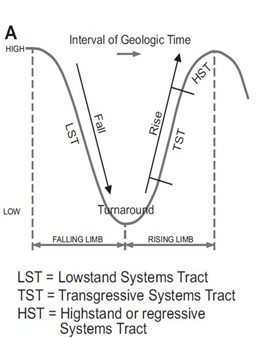 A
Interval of Geologic Time
HIGH
Fall
LST
Rise
HST
TST
LOW
Turnaround
FALLING LIMB
RISING LIMB
LST = Lowstand Systems Tract
TST = Transgressive Systems Tract
HST = Highstand or regressive
Systems Tract